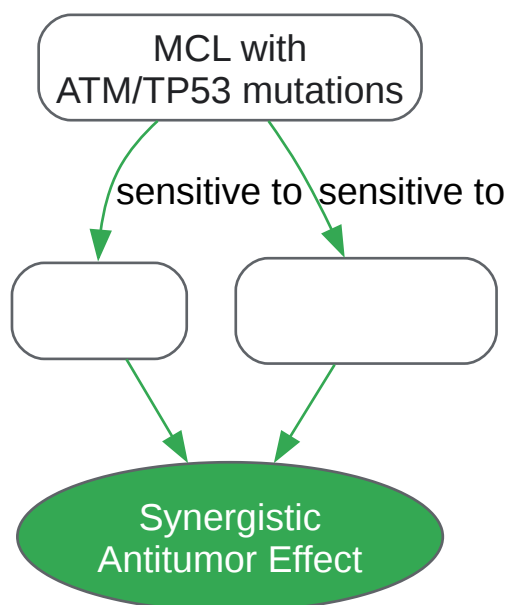 MCL with
ATM/TP53 mutations
sensitive to
sensitive to
Synergistic
Antitumor Effect